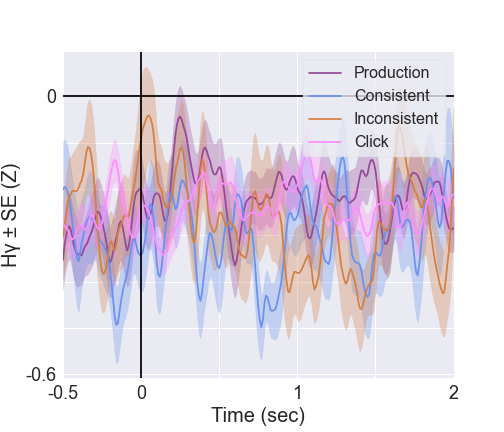 Production
Consistent
Inconsistent
Click
0
-0.6
Hγ ± SE (Z)
-0.5
0
1
2
Time (sec)